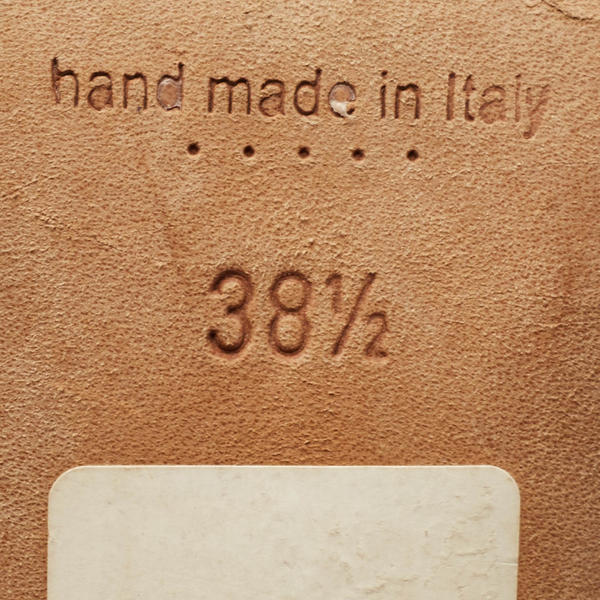 hand made in Italy
• • • • •
38½